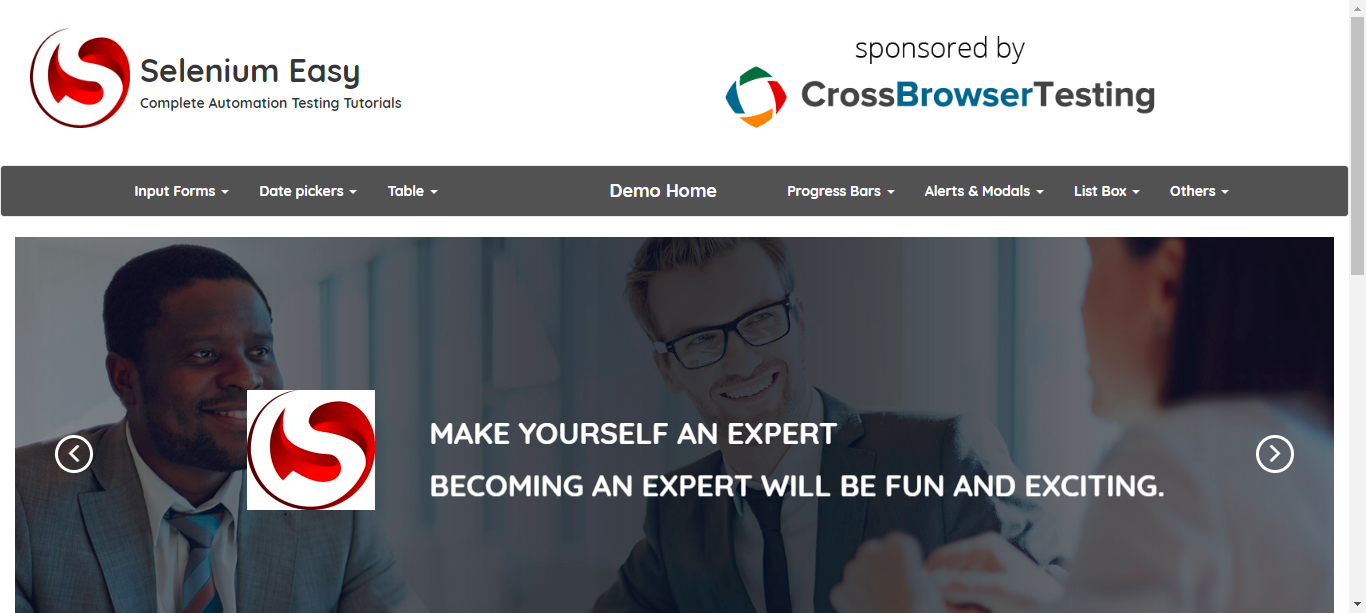 Selenium Easy
Complete Automation Testing Tutorials
sponsored by
CrossBrowserTesting
Input Forms Date pickers Table Demo Home Progress Bars Alerts & Modals List Box Others
MAKE YOURSELF AN EXPERT
BECOMING AN EXPERT WILL BE FUN AND EXCITING.